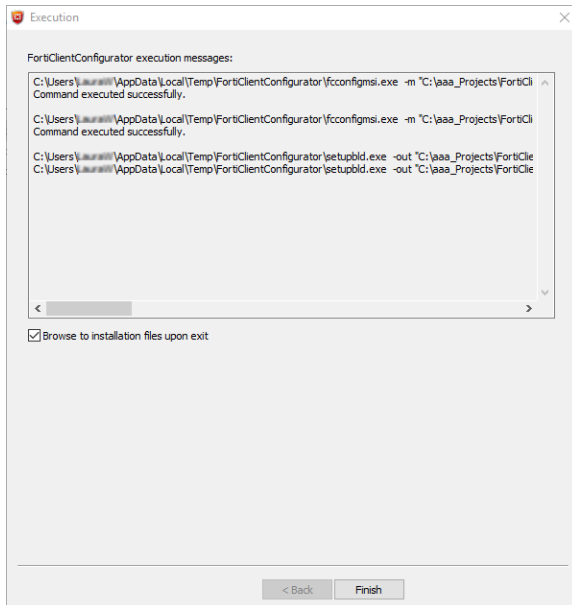 Execution
FortiClientConfigurator execution messages:
C:\Users\ \AppData\Local\Temp\FortiClientConfigurator\fcconfigmsi.exe -m "C:\aaa_Projects\FortiCli
Command executed successfully.
C:\Users\ \AppData\Local\Temp\FortiClientConfigurator\fcconfigmsi.exe -m "C:\aaa_Projects\FortiCli
Command executed successfully.
C:\Users\ \AppData\Local\Temp\FortiClientConfigurator\setupbld.exe -out "C:\aaa_Projects\FortiClie
C:\Users\ \AppData\Local\Temp\FortiClientConfigurator\setupbld.exe -out "C:\aaa_Projects\FortiClie
Browse to installation files upon exit
< Back Finish